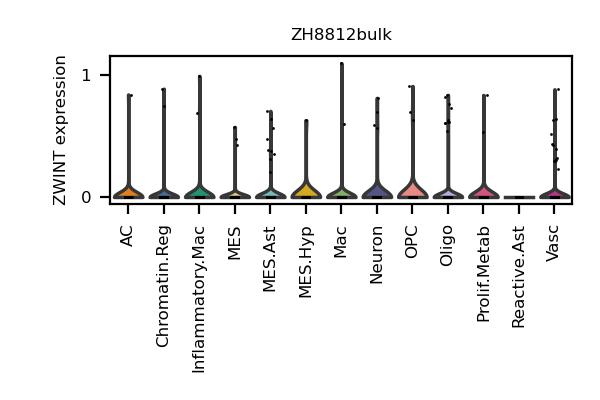 ZH8812bulk
ZWINT expression
1
0
AC
Chromatin.Reg
Inflammatory.Mac
MES
MES.Ast
MES.Hyp
Mac
Neuron
OPC
Oligo
Prolif.Metab
Reactive.Ast
Vasc